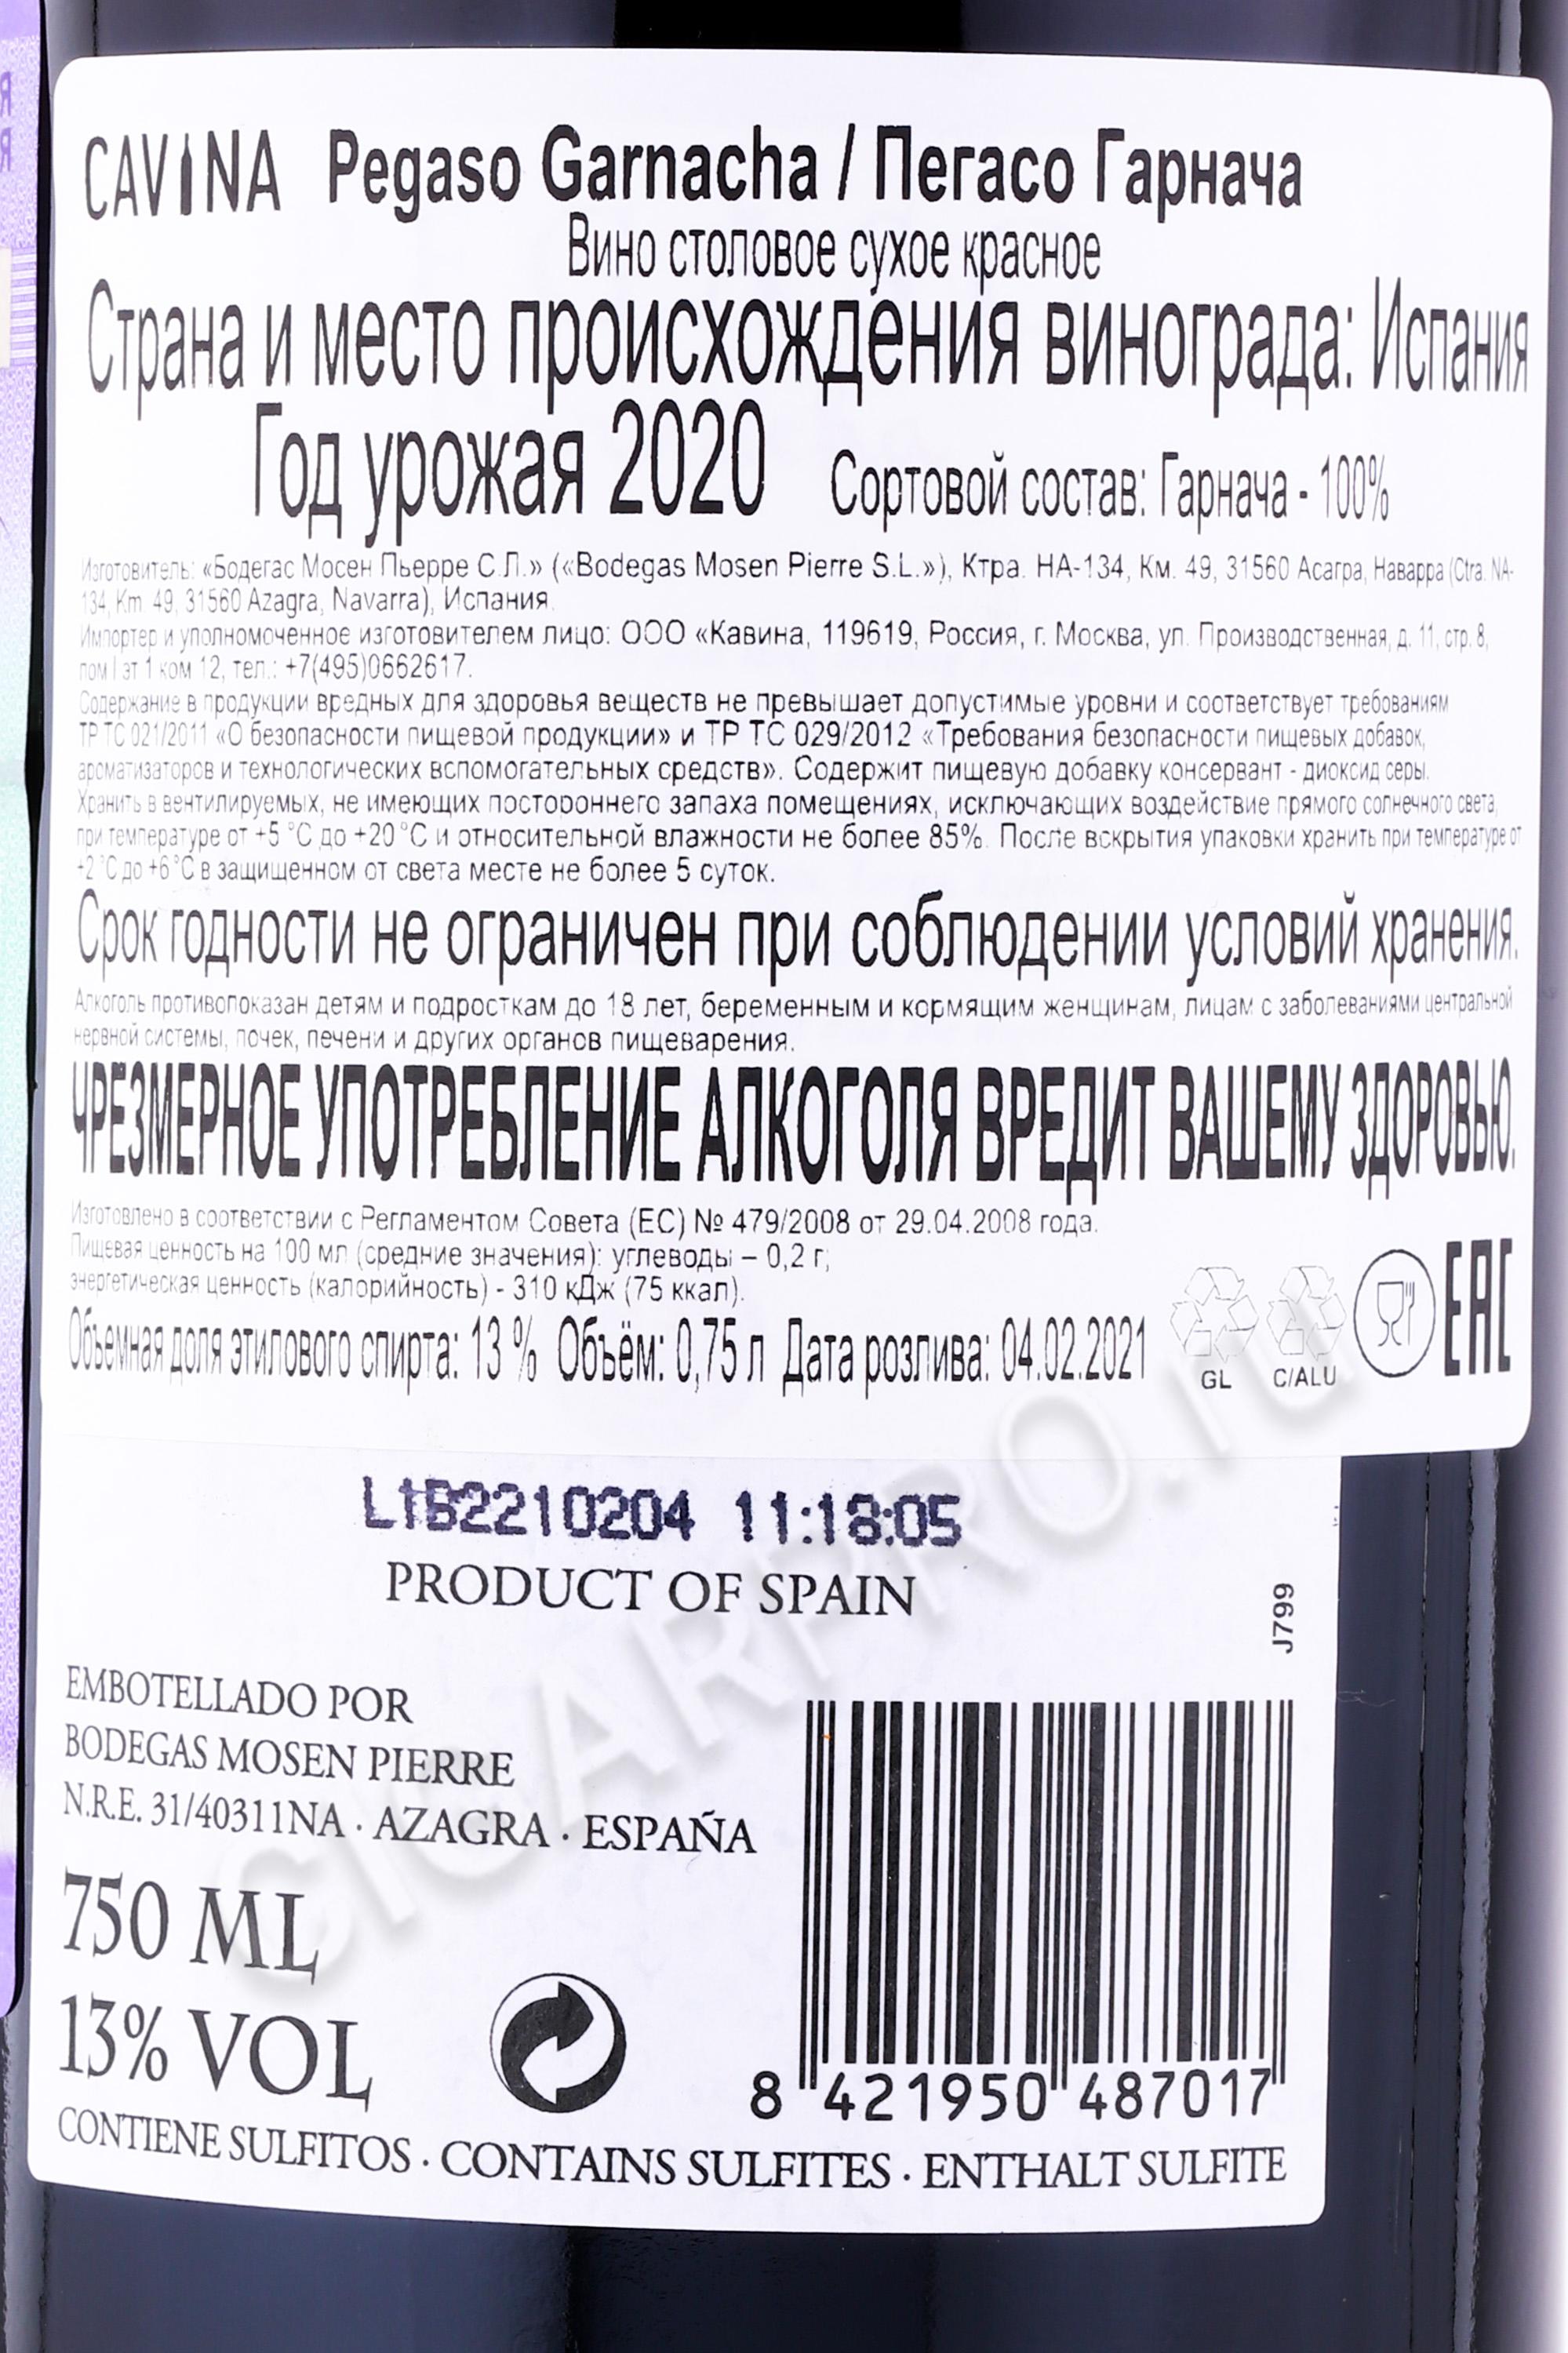 CAVINA Pegaso Garnacha / Пегасо Гарнача
Вино столовое сухое красное
Страна и место происхождения винограда: Испания
Год урожая 2020 Сортовой состав: Гарнача - 100%
Изготовитель: «Бодегас Мосен Пьерре С.Л.» («Bodegas Mosen Pierre S.L.»), Ктра. НА-134, Км. 49, 31560 Асагра, Наварра (Ctra. NA-
134, Km. 49, 31560 Azagra, Navarra), Испания.
Импортер и уполномоченное изготовителем лицо: ООО «Кавина, 119619, Россия, г. Москва, ул. Производственная, д. 11, стр. 8,
пом I эт 1 ком 12, тел.: +7(495)0662617.
Содержание в продукции вредных для здоровья веществ не превышает допустимые уровни и соответствует требованиям
ТР ТС 021/2011 «О безопасности пищевой продукции» и ТР ТС 029/2012 «Требования безопасности пищевых добавок,
ароматизаторов и технологических вспомогательных средств». Содержит пищевую добавку консервант - диоксид серы.
Хранить в вентилируемых, не имеющих постороннего запаха помещениях, исключающих воздействие прямого солнечного света,
при температуре от +5 °С до +20 °С и относительной влажности не более 85%. После вскрытия упаковки хранить при температуре от
+2 °С до +6 °С в защищенном от света месте не более 5 суток.
Срок годности не ограничен при соблюдении условий хранения.
Алкоголь противопоказан детям и подросткам до 18 лет, беременным и кормящим женщинам, лицам с заболеваниями центральной
нервной системы, почек, печени и других органов пищеварения.
ЧРЕЗМЕРНОЕ УПОТРЕБЛЕНИЕ АЛКОГОЛЯ ВРЕДИТ ВАШЕМУ ЗДОРОВЬЮ.
Изготовлено в соответствии с Регламентом Совета (ЕС) № 479/2008 от 29.04.2008 года.
Пищевая ценность на 100 мл (средние значения): углеводы – 0,2 г;
энергетическая ценность (калорийность) - 310 кДж (75 ккал).
Объемная доля этилового спирта: 13 % Объём: 0,75 л Дата розлива: 04.02.2021
GL C/ALU EAC
L1B2210204 11:18:05
PRODUCT OF SPAIN
J799
EMBOTELLADO POR
BODEGAS MOSEN PIERRE
N.R.E. 31/40311NA · AZAGRA · ESPAÑA
750 ML
13% VOL
8 421950 487017
CONTIENE SULFITOS · CONTAINS SULFITES · ENTHALT SULFITE
CIGARPRO.ru